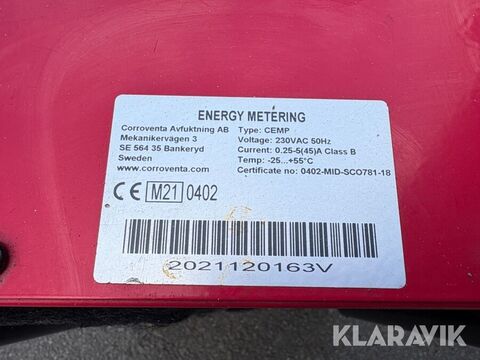 ENERGY METERING
Corroventa Avfuktning AB
Mekanikervägen 3
SE 564 35 Bankeryd
Sweden
www.corroventa.com
Type: CEMP
Voltage: 230VAC 50Hz
Current: 0.25-5(45)A Class B
Temp: -25...+55°C
Certificate no: 0402-MID-SCO781-18
CE M21 0402
2021120163V
KLARAVIK